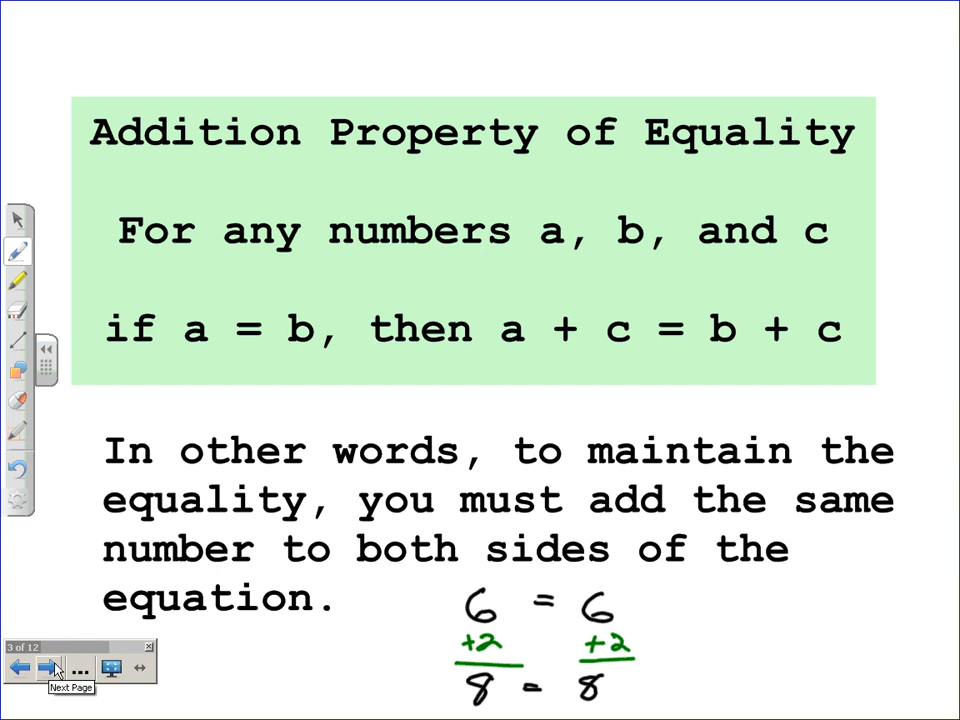 Addition Property of Equality
For any numbers a, b, and c
if a = b, then a + c = b + c
In other words, to maintain the
equality, you must add the same
number to both sides of the
equation.
6 = 6
+2 +2
8 = 8
3 of 12
...
Next Page